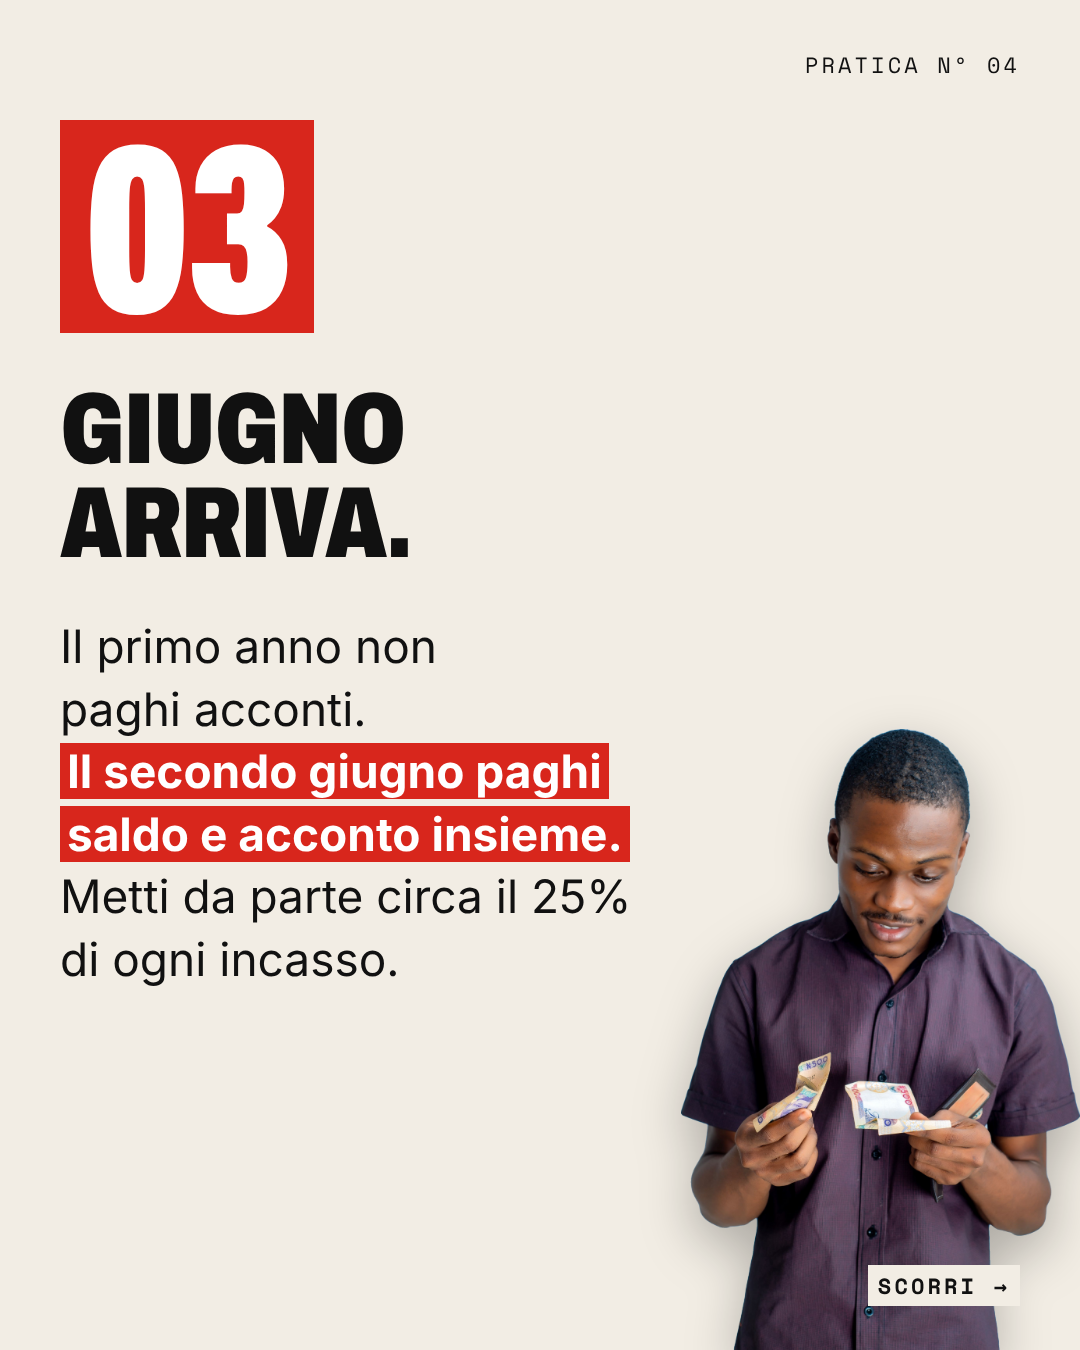 PRATICA Nº 04
03
GIUGNO
ARRIVA.
Il primo anno non
paghi acconti.
Il secondo giugno paghi
saldo e acconto insieme.
Metti da parte circa il 25%
di ogni incasso.
SCORRI →